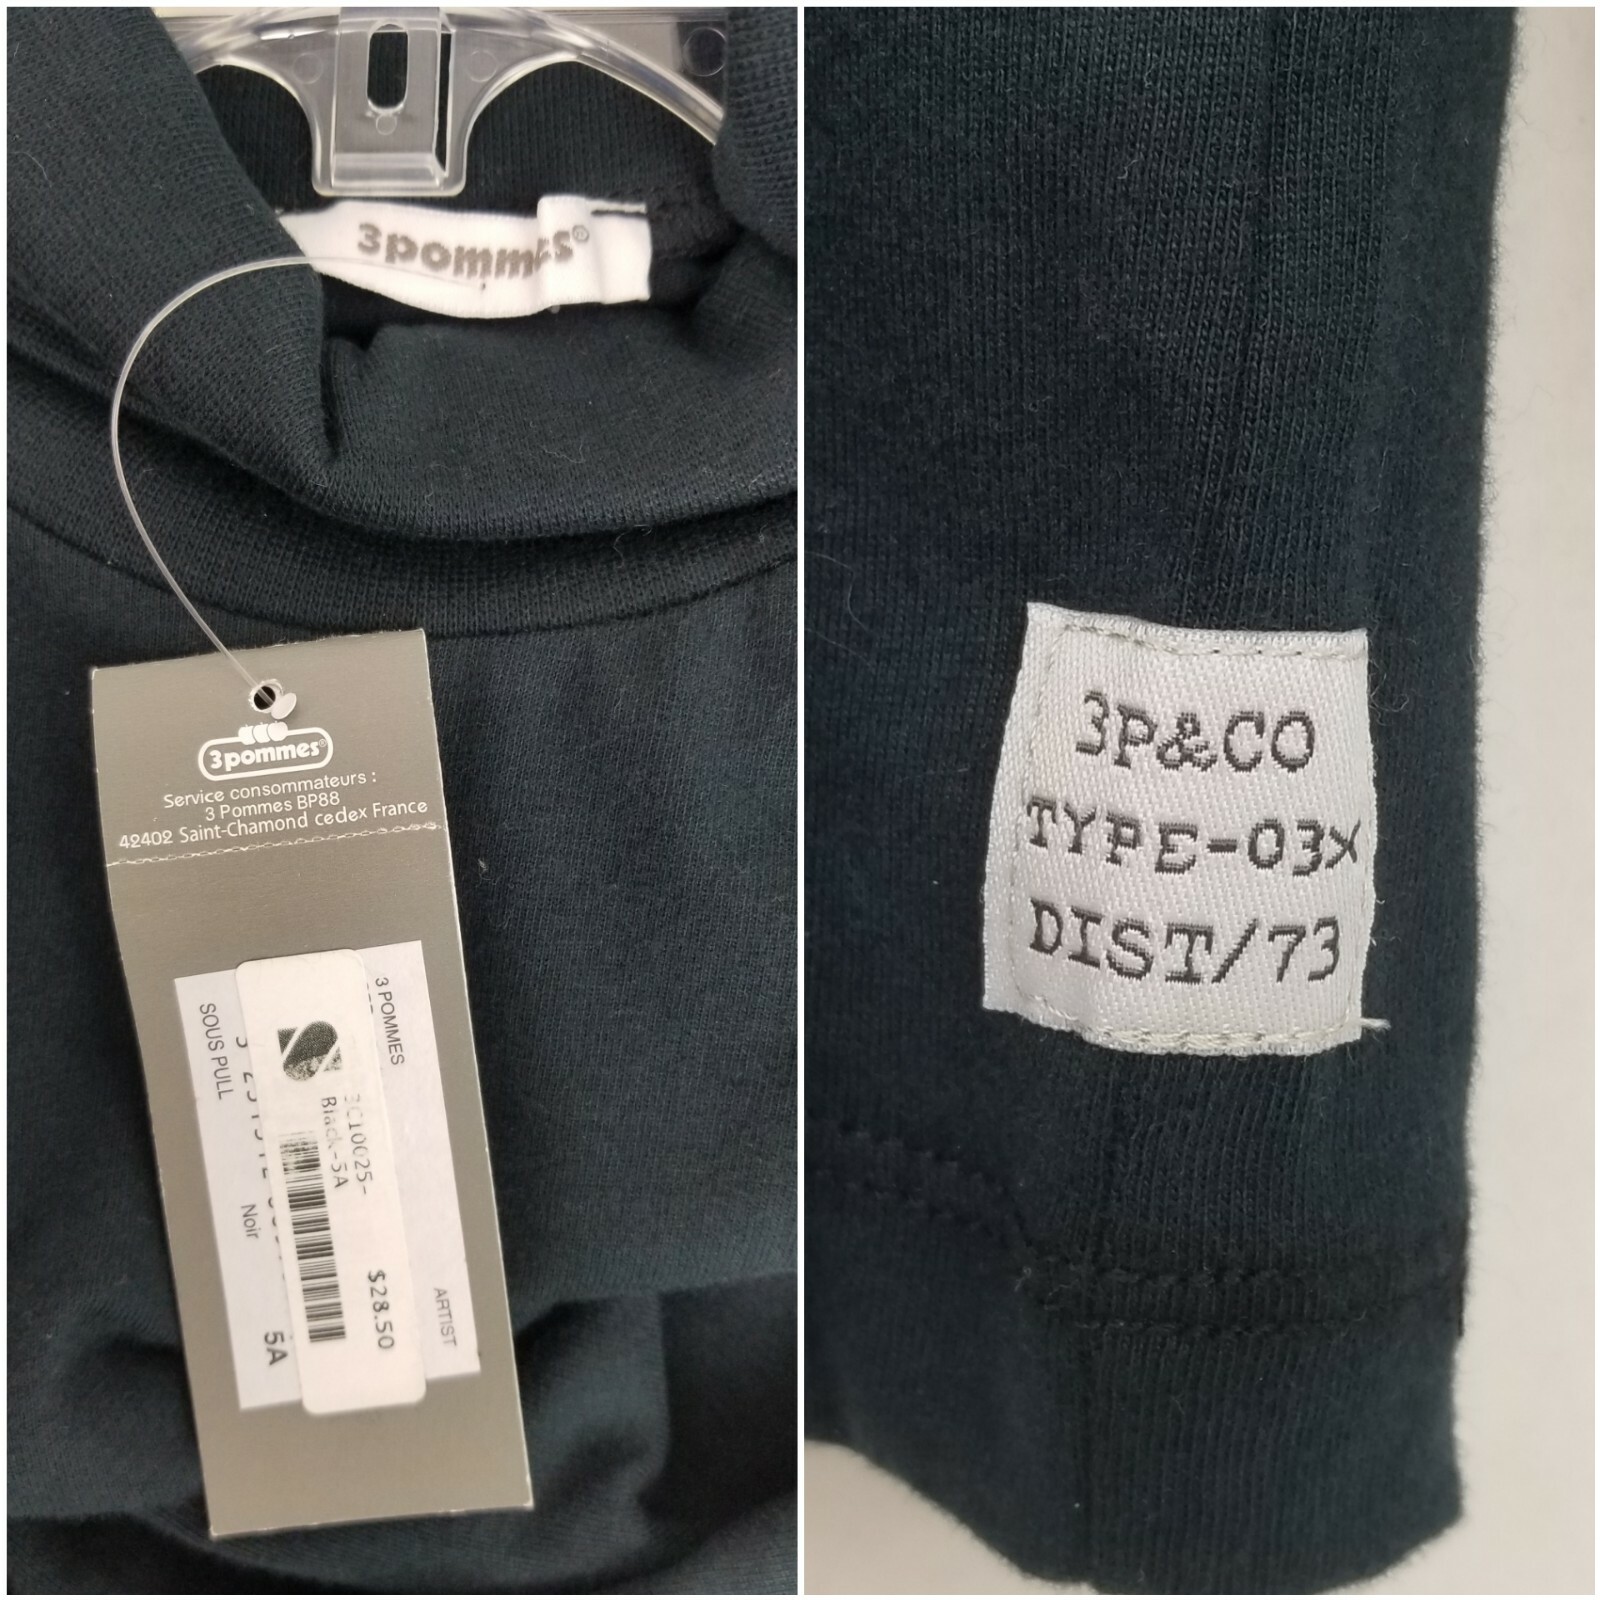 3pommes®
3pommes®
Service consommateurs :
3 Pommes BP88
42402 Saint-Chamond cedex France
3 POMMES
SOUS PULL
3C10025-
Black-5A
$28.50
Noir
5A
ARTIST
3P&CO
TYPE-03X
DIST/73